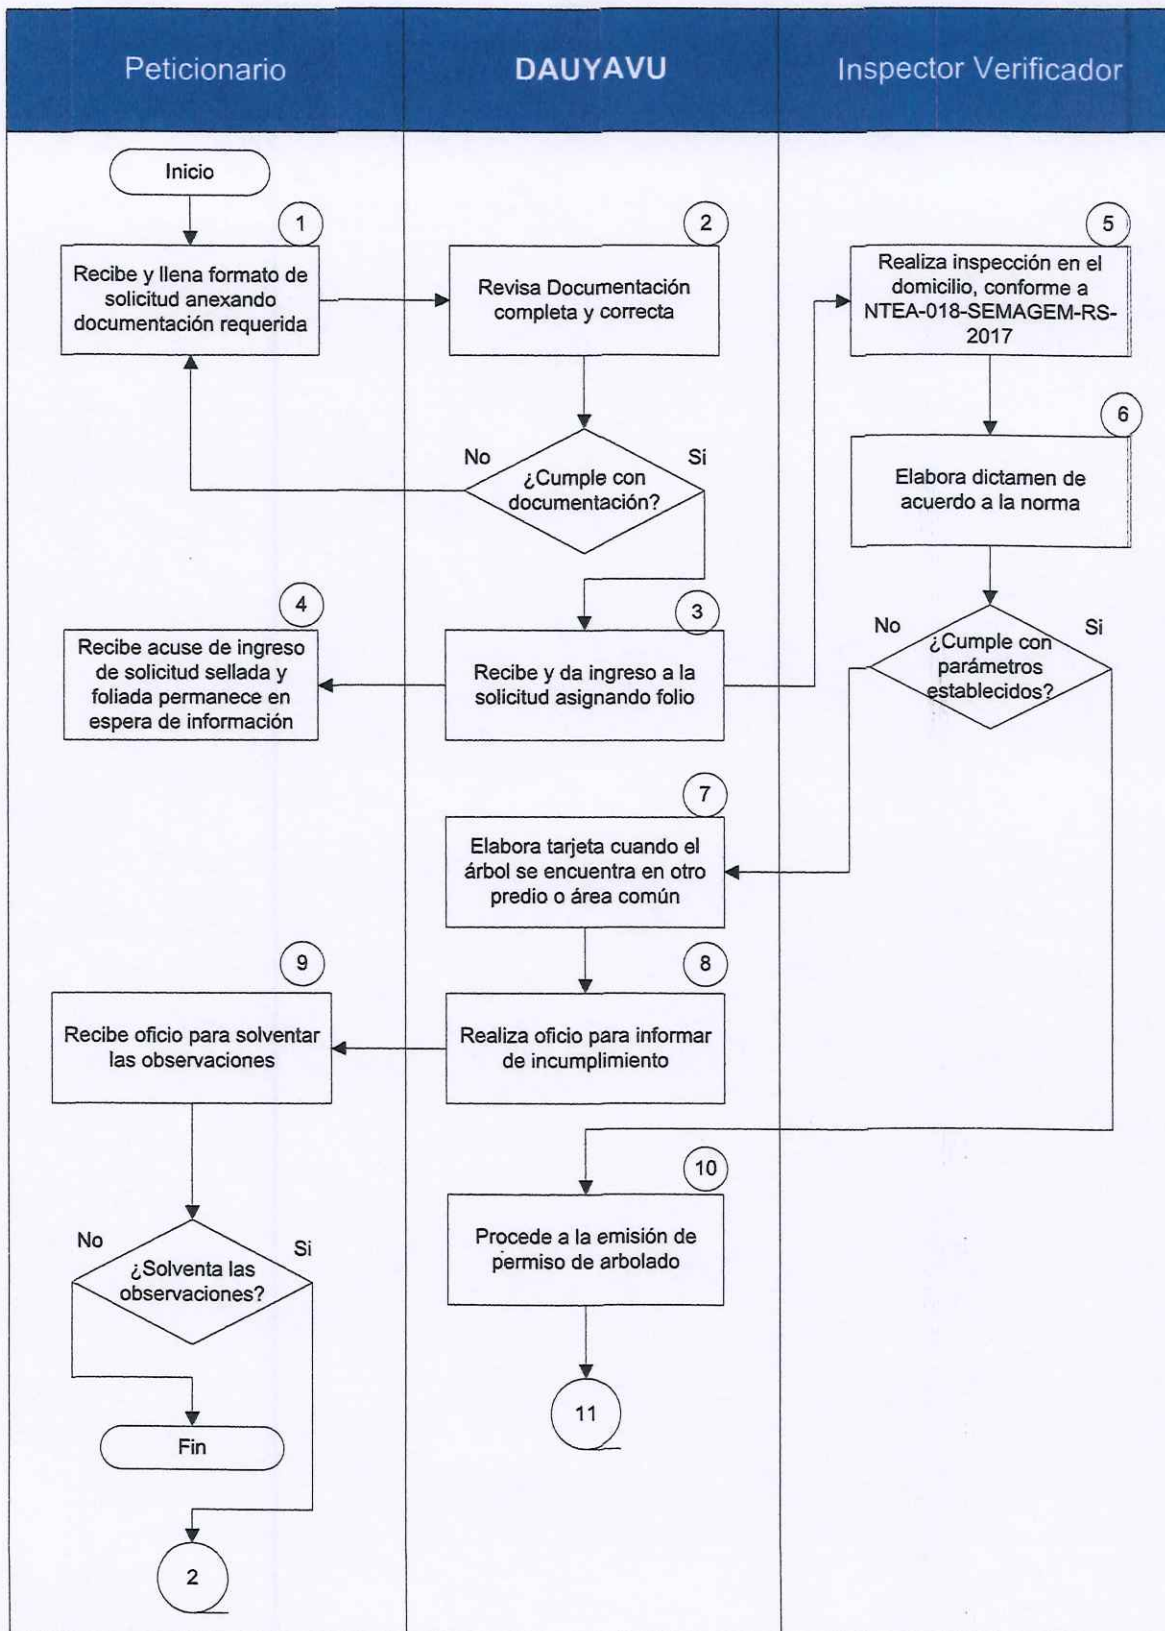 Peticionario
DAUYAVU
Inspector Verificador
Inicio
1
Recibe y llena formato de
solicitud anexando
documentación requerida
2
Revisa Documentación
completa y correcta
5
Realiza inspección en el
domicilio, conforme a
NTEA-018-SEMAGEM-RS-
2017
6
Elabora dictamen de
acuerdo a la norma
No
Si
¿Cumple con
documentación?
4
Recibe acuse de ingreso
de solicitud sellada y
foliada permanece en
espera de información
3
Recibe y da ingreso a la
solicitud asignando folio
No
Si
¿Cumple con
parámetros
establecidos?
7
Elabora tarjeta cuando el
árbol se encuentra en otro
predio o área común
9
Recibe oficio para solventar
las observaciones
8
Realiza oficio para informar
de incumplimiento
10
Procede a la emisión de
permiso de arbolado
No
Si
¿Solventa las
observaciones?
11
Fin
2